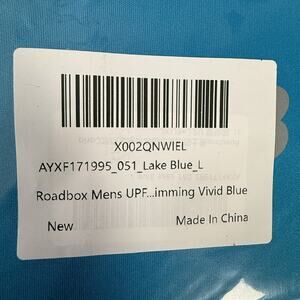 X002QNWIEL
AYXF171995_051_Lake Blue_L
Roadbox Mens UPF...imming Vivid Blue
New Made In China